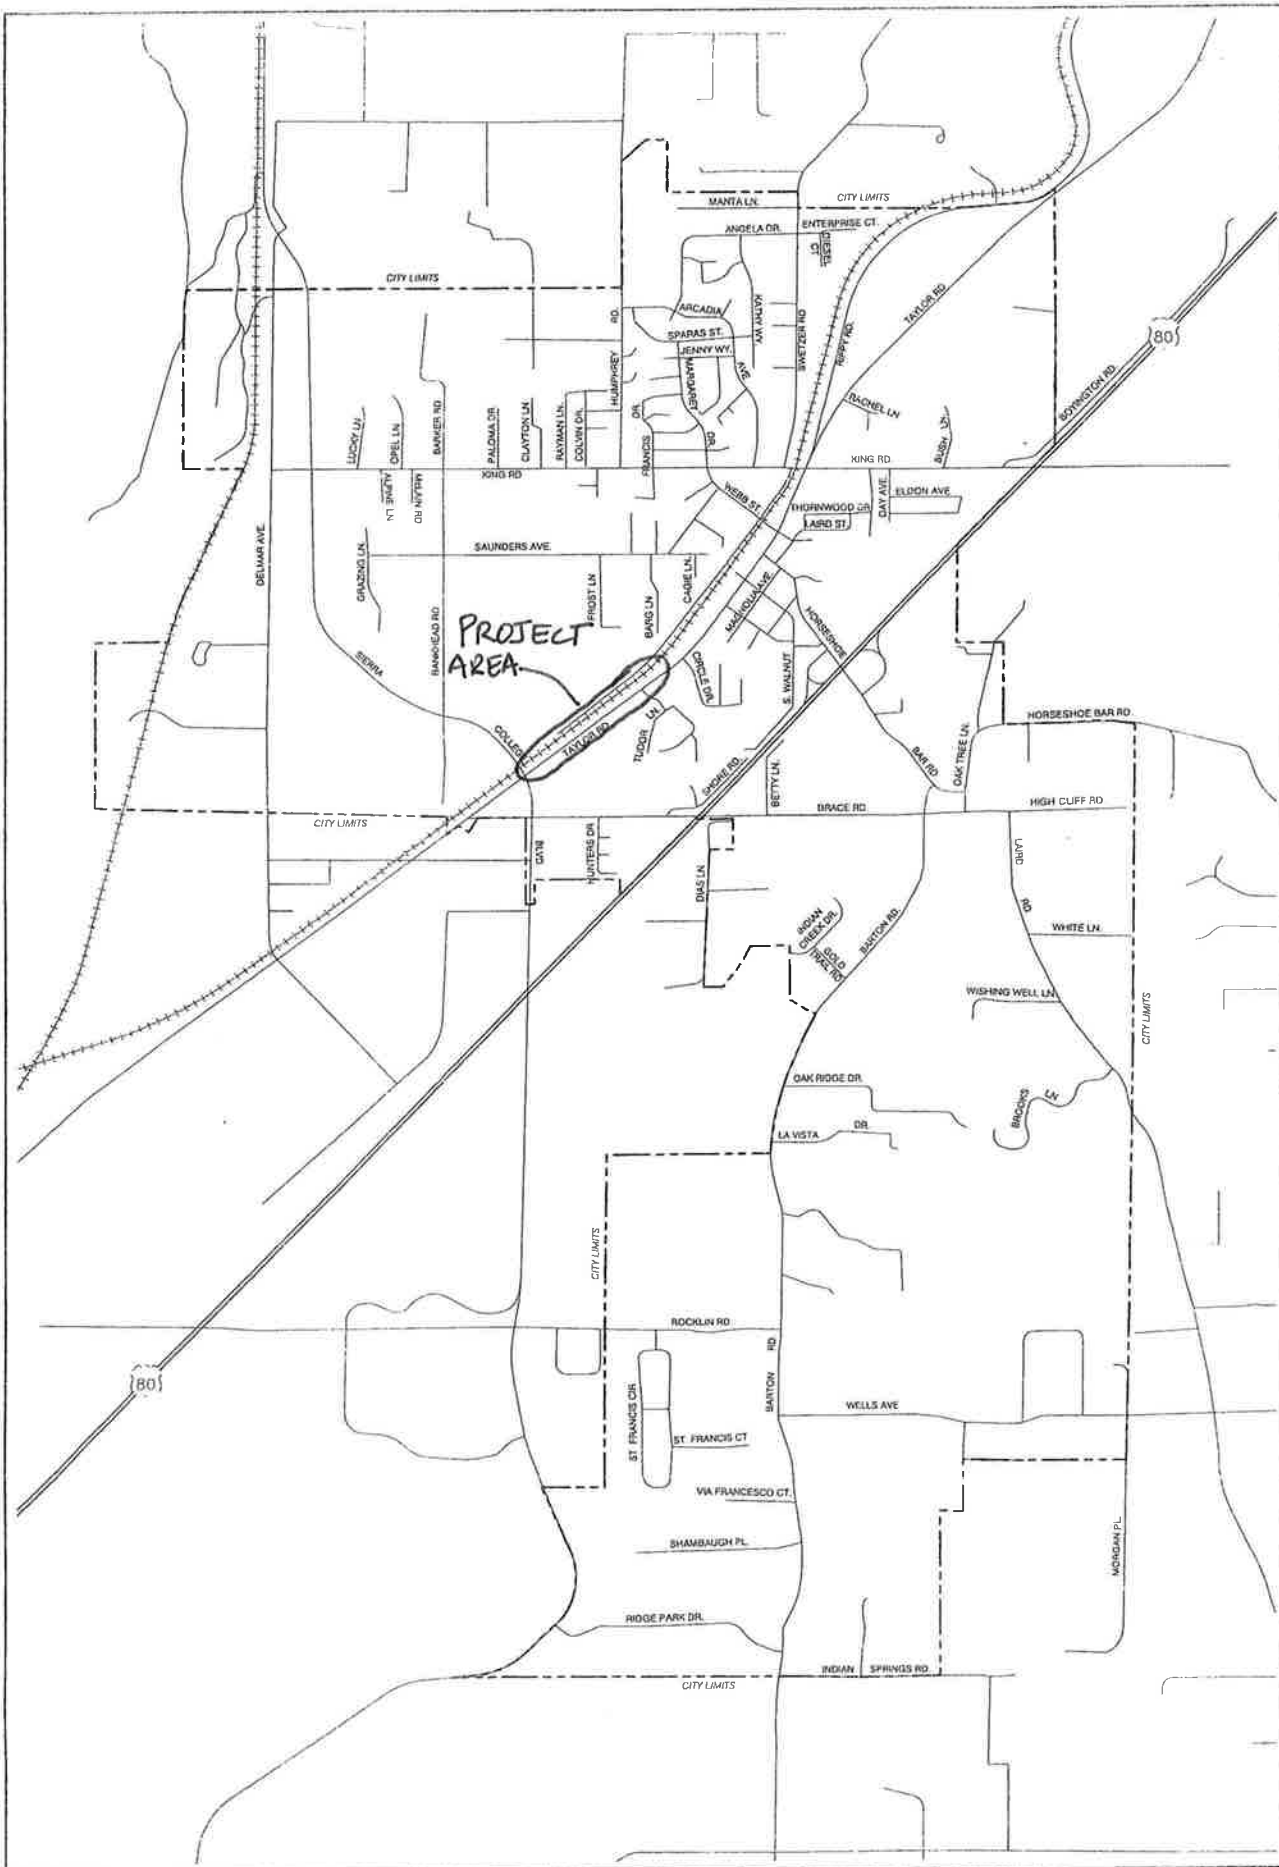 MANTA LN.
CITY LIMITS
ANGELA DR.
ENTERPRISE CT.
DIESEL
CT
CITY LIMITS
KATHY WY
ARCADIA
AVE
SWETZER RD
RIPPY RD.
TAYLOR RD
80
SPARAS ST.
JENNY WY.
MARGARET
DR
HUMPHREY
RD.
BOYINGTON RD.
RACHEL LN
LUCKY LN
OPEL LN
BARKER RD
PALOMA DR.
CLAYTON LN
RAYMAN LN.
COLVIN DR.
FRANCIS
RD
BUSH LN
KING RD
KING RD
ALPINE LN
WEBB ST.
THORNWOOD DR
LAIRD ST.
DAY AVE.
ELDON AVE
DELMAR AVE.
SAUNDERS AVE.
GRAZING LN.
BANKHEAD RD
FROST LN
BARG LN
CADIE LN.
MAGNOLIA AVE.
HORSESHOE
BAR RD
PROJECT
AREA
SIERRA
COLLEGE
BLVD
TAYLOR RD
TUDOR LN.
CIRCLE DR.
S. WALNUT
SHORE RD.
BETTY LN.
OAK TREE LN.
HORSESHOE BAR RD.
CITY LIMITS
BRACE RD
HIGH CLIFF RD
HUNTERS DR
DIAS LN
LAIRD
RD
INDIAN
CREEK DR.
GOLD
TRAIL RD
BARTON RD.
WHITE LN.
WISHING WELL LN.
CITY LIMITS
OAK RIDGE DR.
BROOKS LN
LA VISTA DR.
CITY LIMITS
ROCKLIN RD
80
BARTON RD
ST. FRANCIS CIR
ST. FRANCIS CT
WELLS AVE
VIA FRANCESCO CT.
SHAMBAUGH PL.
MORGAN PL.
RIDGE PARK DR.
INDIAN SPRINGS RD.
CITY LIMITS